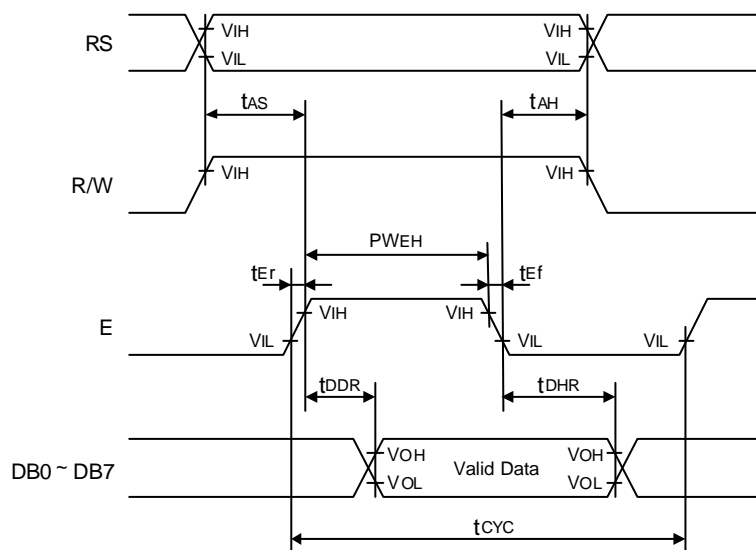 RS VIH VIH
VIL VIL
tAS tAH
R/W VIH VIH
PWEH
tEr tEf
E VIH VIH
VIL VIL VIL
tDDR tDHR
DB0 ~ DB7 VOH Valid Data VOH
VOL VOL
tCYC